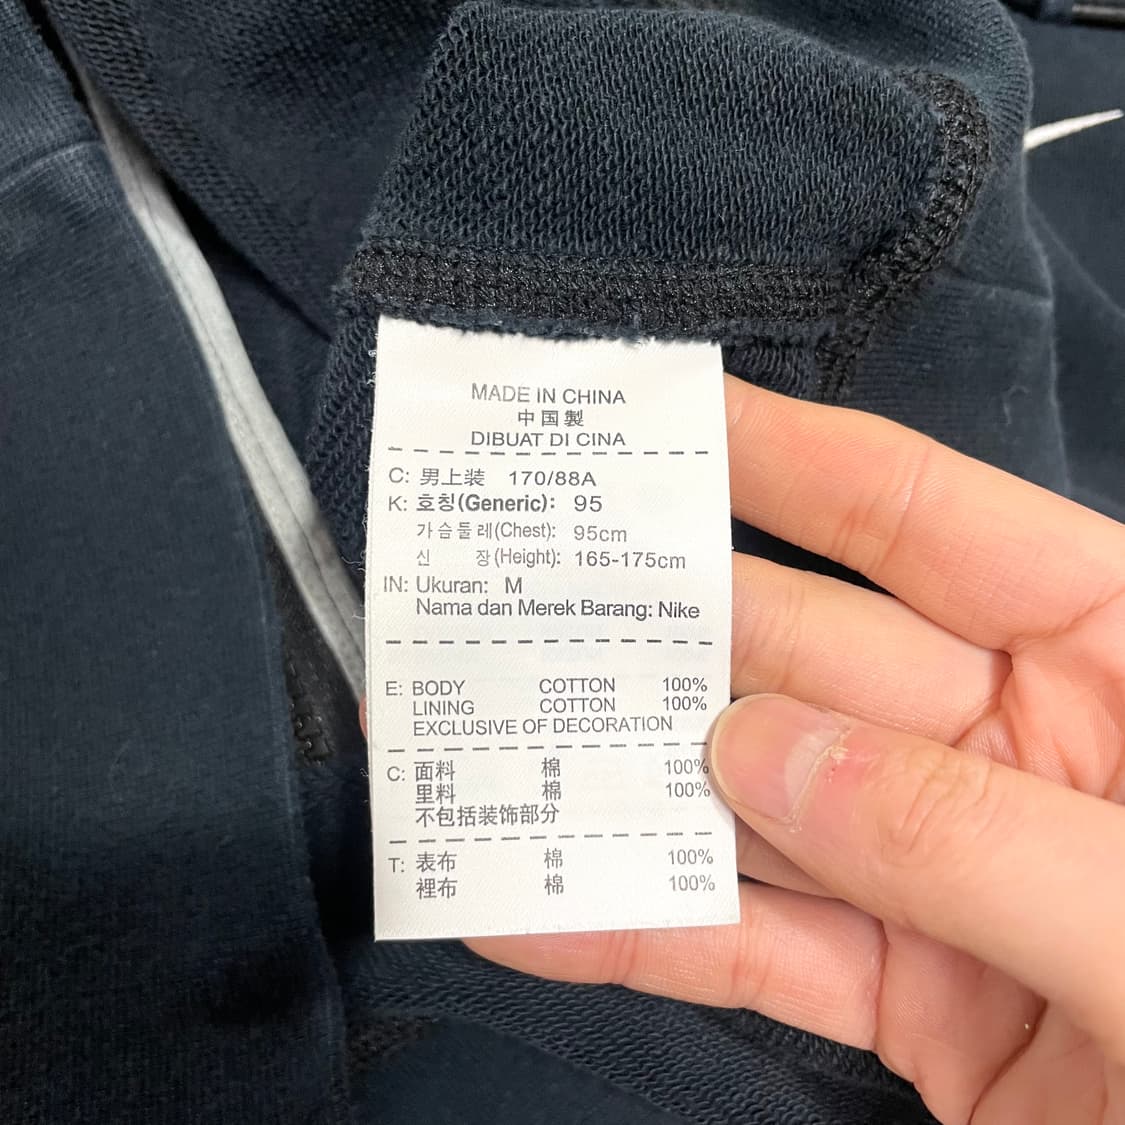 MADE IN CHINA
中国製
DIBUAT DI CINA
C: 男上装 170/88A
K: 호칭(Generic): 95
가슴둘레(Chest): 95cm
신 장(Height): 165-175cm
IN: Ukuran: M
Nama dan Merek Barang: Nike
E: BODY COTTON 100%
LINING COTTON 100%
EXCLUSIVE OF DECORATION
C: 面料 棉 100%
里料 棉 100%
不包括装饰部分
T: 表布 棉 100%
裡布 棉 100%